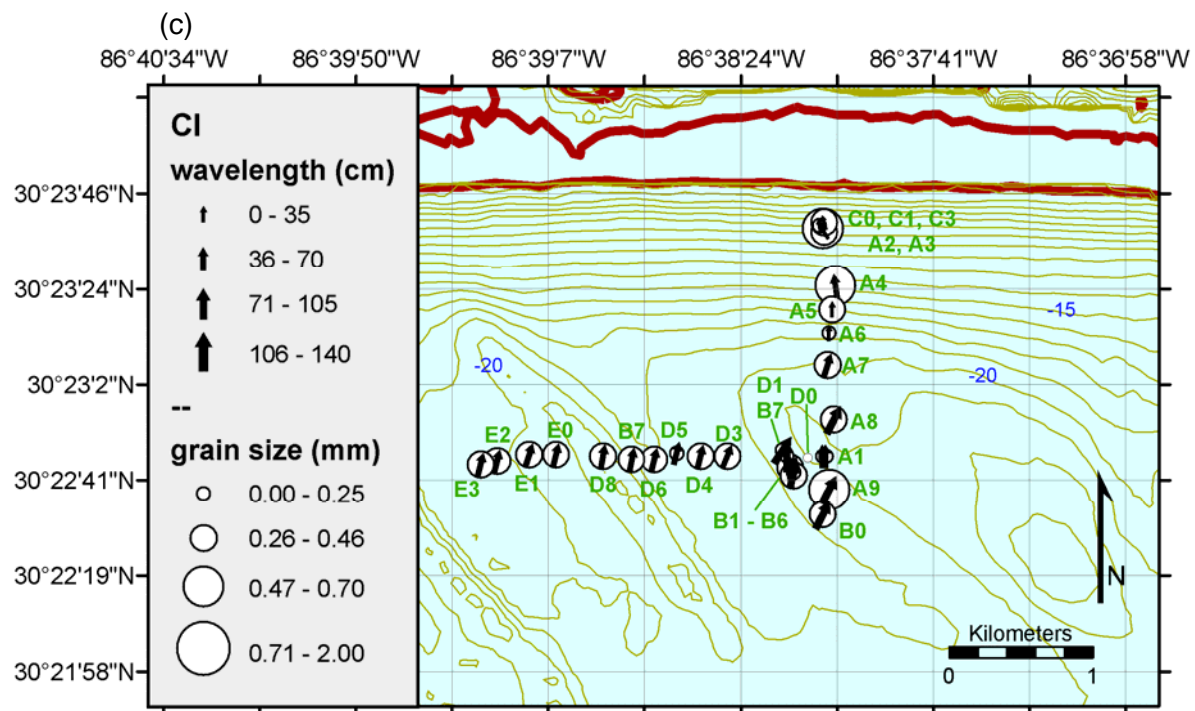 (c)
86°40'34"W 86°39'50"W 86°39'7"W 86°38'24"W 86°37'41"W 86°36'58"W
CI
wavelength (cm)
0 - 35
36 - 70
71 - 105
106 - 140
--
grain size (mm)
0.00 - 0.25
0.26 - 0.46
0.47 - 0.70
0.71 - 2.00
30°23'46"N
30°23'24"N
30°23'2"N
30°22'41"N
30°22'19"N
30°21'58"N
C0, C1, C3
A2, A3
A4
A5
-15
A6
-20
A7
-20
D1
B7 D0
A8
E2 E0 B7 D5 D3
A1
E3 E1 D8 D6 D4
A9
B1 - B6
B0
N
Kilometers
0 1